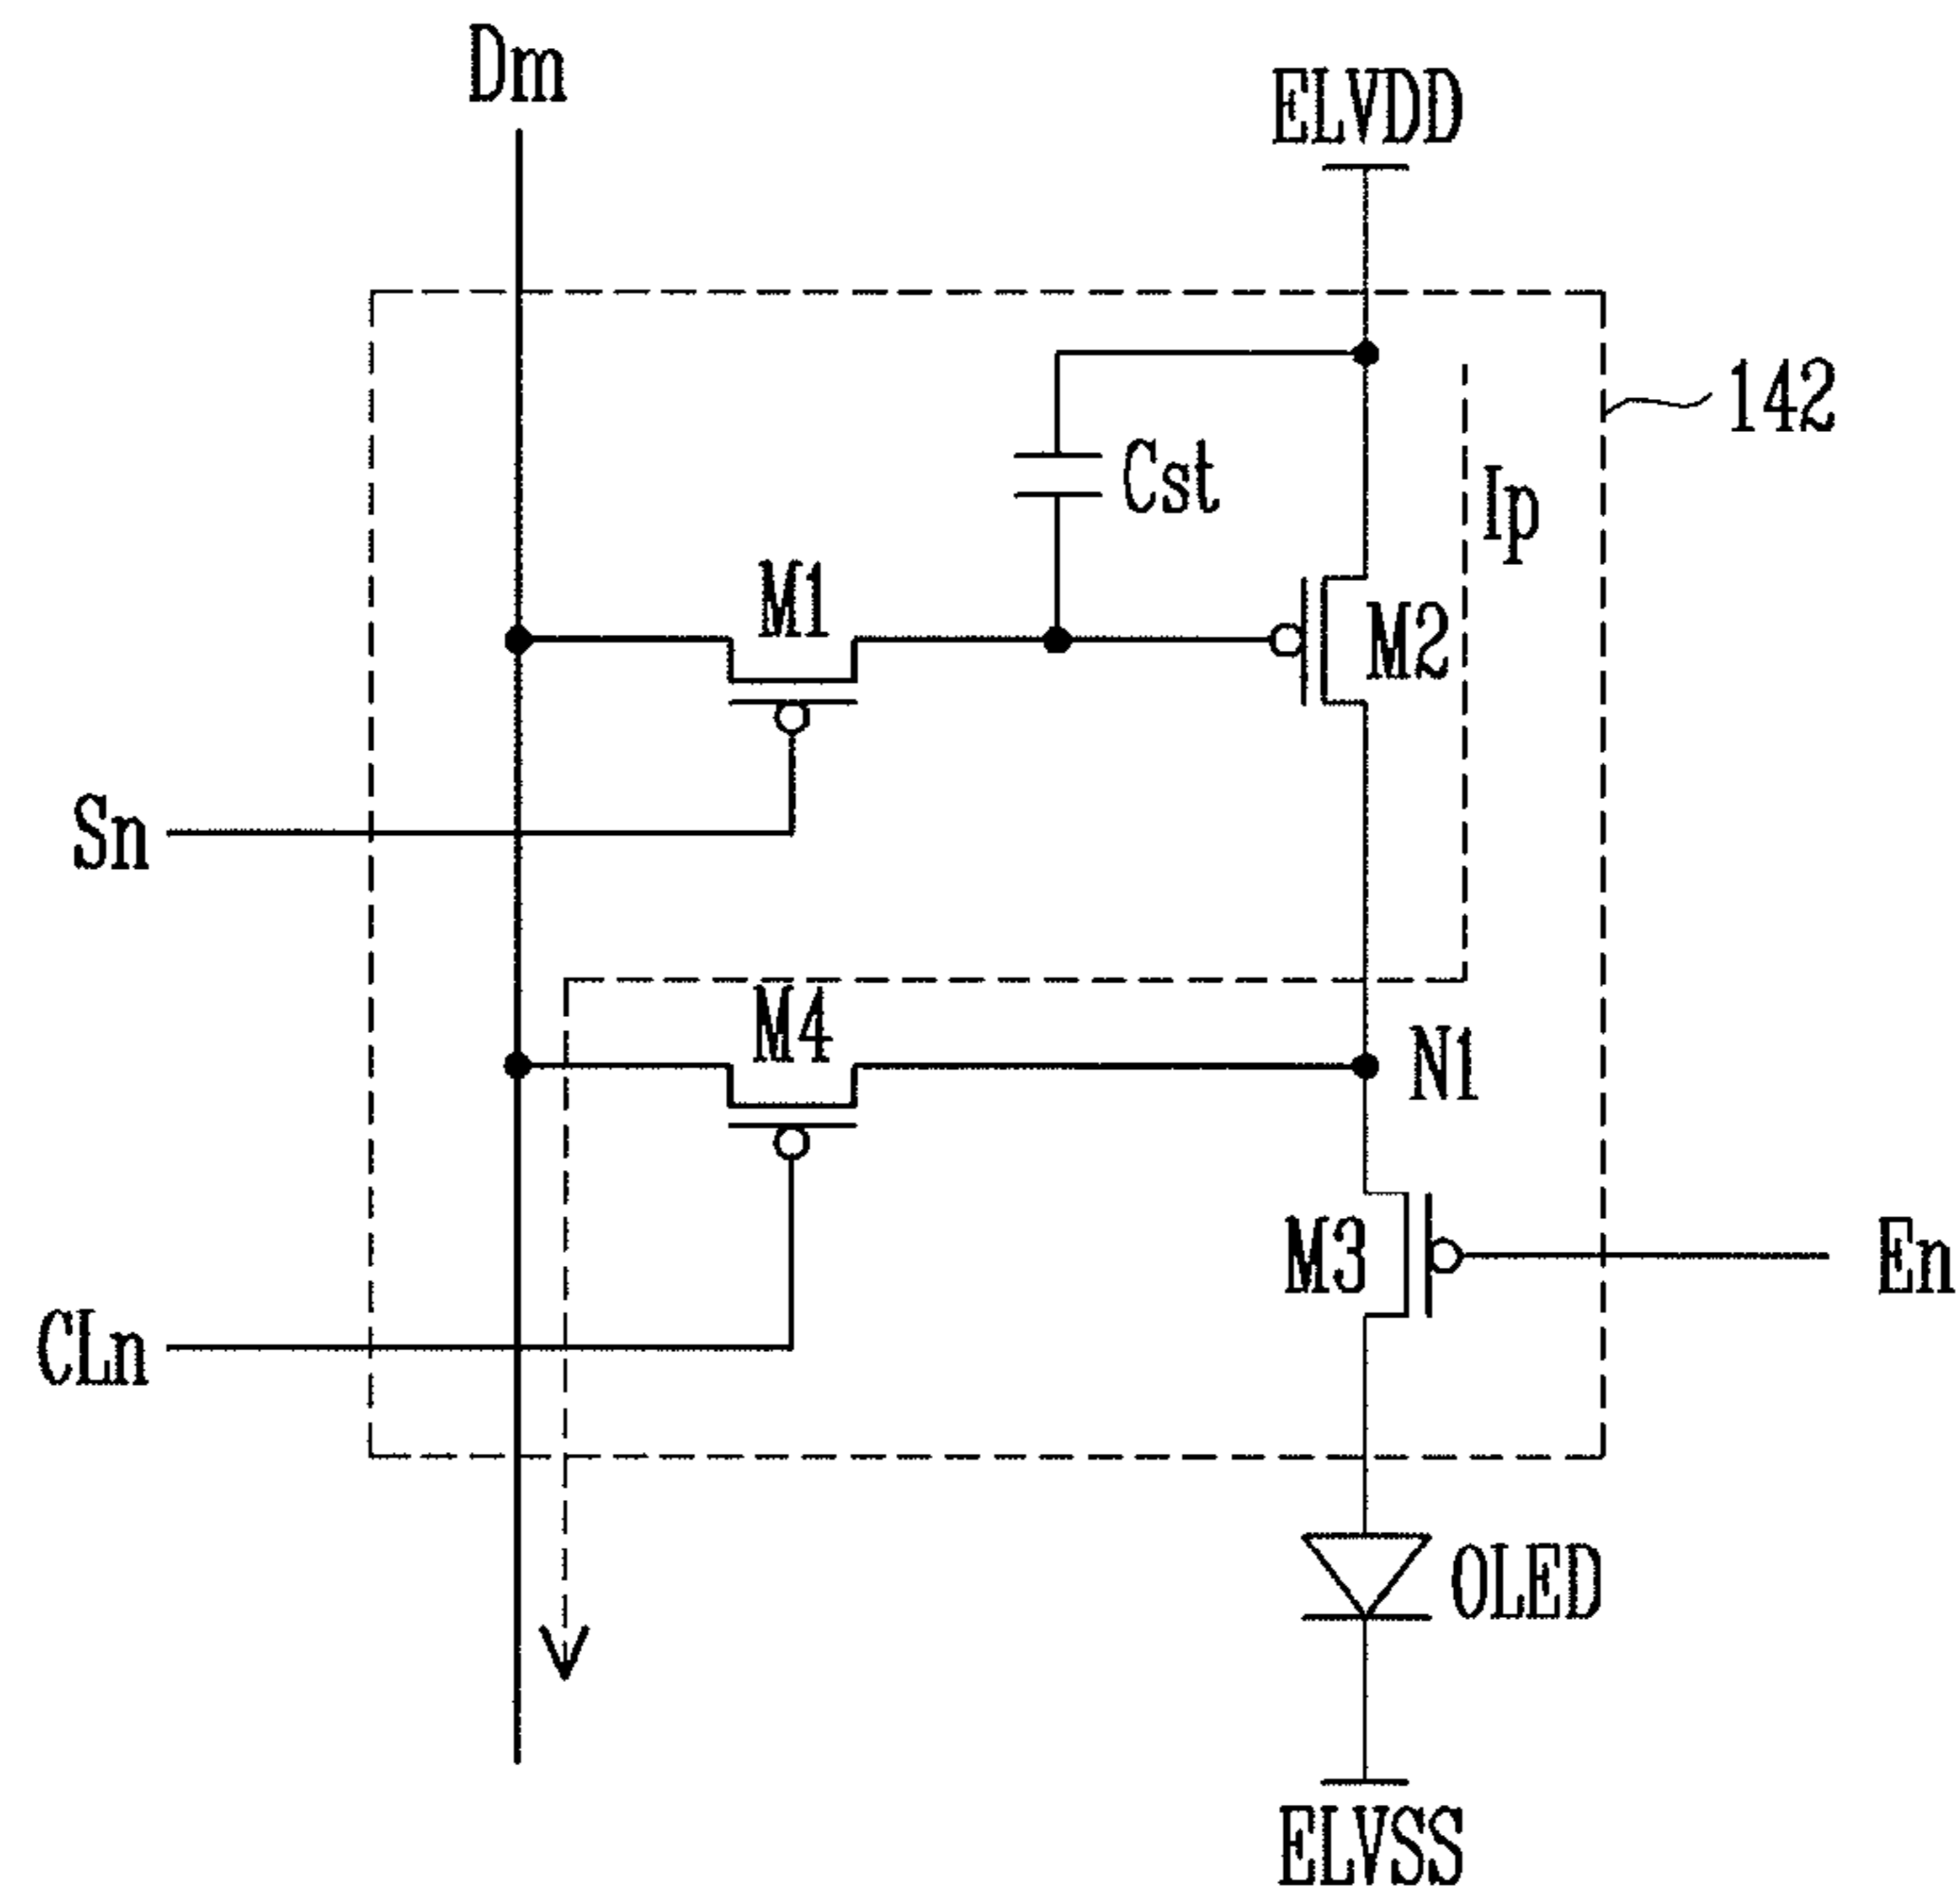 Dm
ELVDD
142
Cst
Ip
M1
M2
Sn
M4
N1
M3
En
CLn
OLED
ELVSS